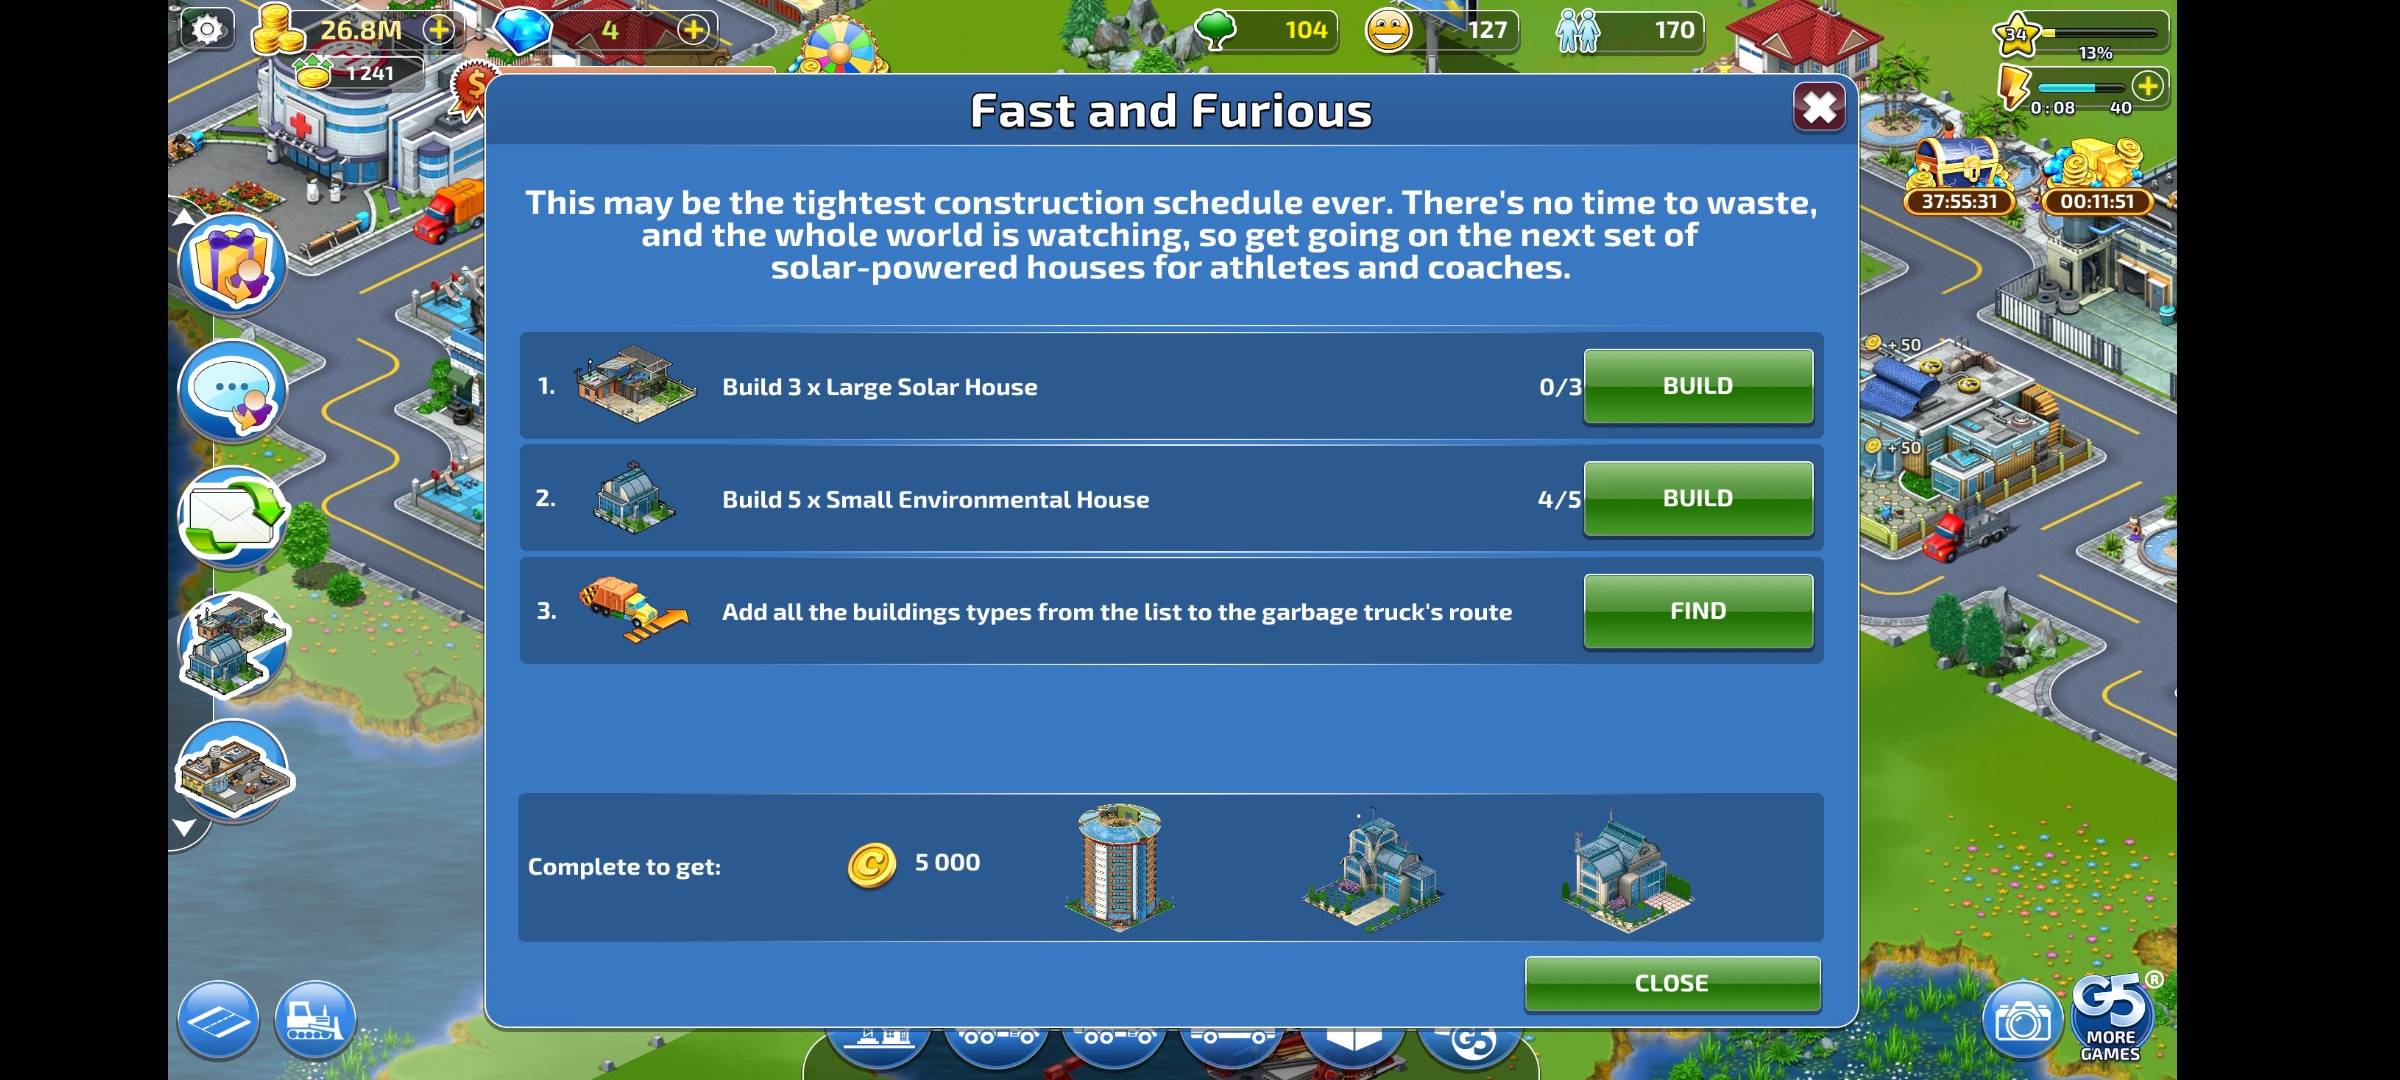 26.8M
4
104
127
170
34
13%
1 241
0:08
40
Fast and Furious
37:55:31
00:11:51
This may be the tightest construction schedule ever. There's no time to waste,
and the whole world is watching, so get going on the next set of
solar-powered houses for athletes and coaches.
+50
1.
Build 3 x Large Solar House
0/3
BUILD
+50
2.
Build 5 x Small Environmental House
4/5
BUILD
3.
Add all the buildings types from the list to the garbage truck's route
FIND
Complete to get:
5 000
CLOSE
G5
G5®
MORE
GAMES